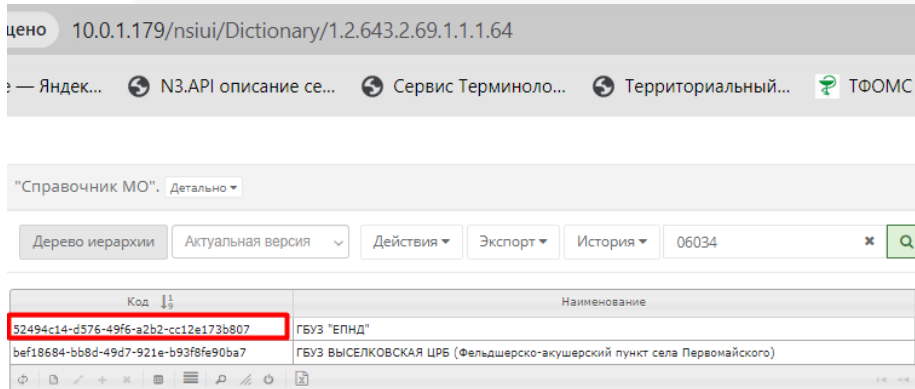 щено 10.0.1.179/nsiui/Dictionary/1.2.643.2.69.1.1.1.64
— Яндек... N3.API описание се... Сервис Терминоло... Территориальный... ТФОМС
"Справочник МО". Детально
Дерево иерархии Актуальная версия Действия Экспорт История 06034
Код Наименование
52494c14-d576-49f6-a2b2-cc12e173b807 ГБУЗ "ЕПНД"
bef18684-bb8d-49d7-921e-b93f8fe90ba7 ГБУЗ ВЫСЕЛКОВСКАЯ ЦРБ (Фельдшерско-акушерский пункт села Первомайского)